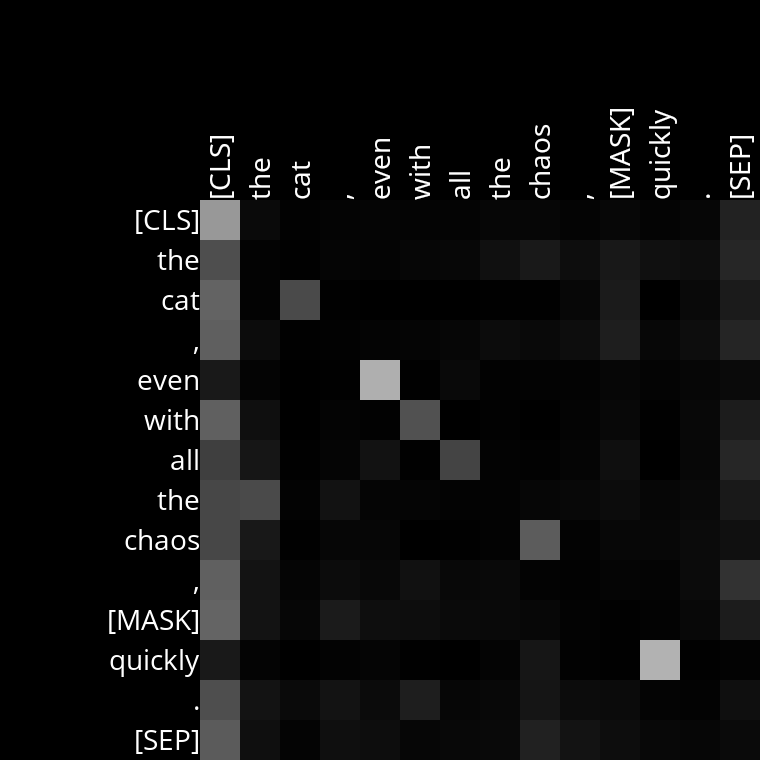 [CLS] the cat , even with all the chaos , [MASK] quickly . [SEP]
[CLS]
the
cat
,
even
with
all
the
chaos
,
[MASK]
quickly
.
[SEP]